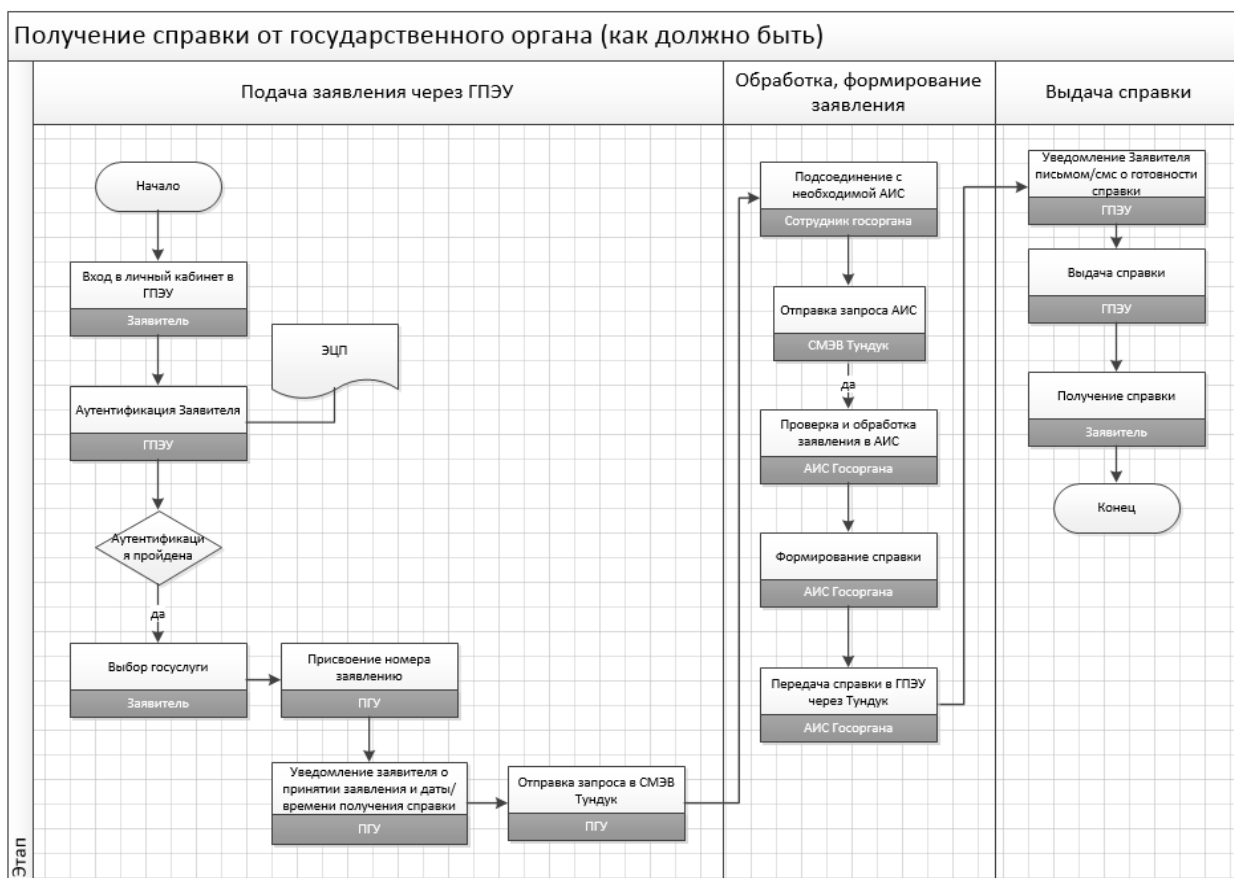 Получение справки от государственного органа (как должно быть)
Этап
Подача заявления через ГПЭУ
Начало
Вход в личный кабинет в
ГПЭУ
Заявитель
ЭЦП
Аутентификация Заявителя
ГПЭУ
Аутентификаци
я пройдена
да
Выбор госуслуги
Заявитель
Присвоение номера
заявлению
ПГУ
Уведомление заявителя о
принятии заявления и даты/
времени получения справки
ПГУ
Отправка запроса в СМЭВ
Тундук
ПГУ
Обработка, формирование
заявления
Подсоединение с
необходимой АИС
Сотрудник госоргана
Отправка запроса АИС
СМЭВ Тундук
да
Проверка и обработка
заявления в АИС
АИС Госоргана
Формирование справки
АИС Госоргана
Передача справки в ГПЭУ
через Тундук
АИС Госоргана
Выдача справки
Уведомление Заявителя
письмом/смс о готовности
справки
ГПЭУ
Выдача справки
ГПЭУ
Получение справки
Заявитель
Конец